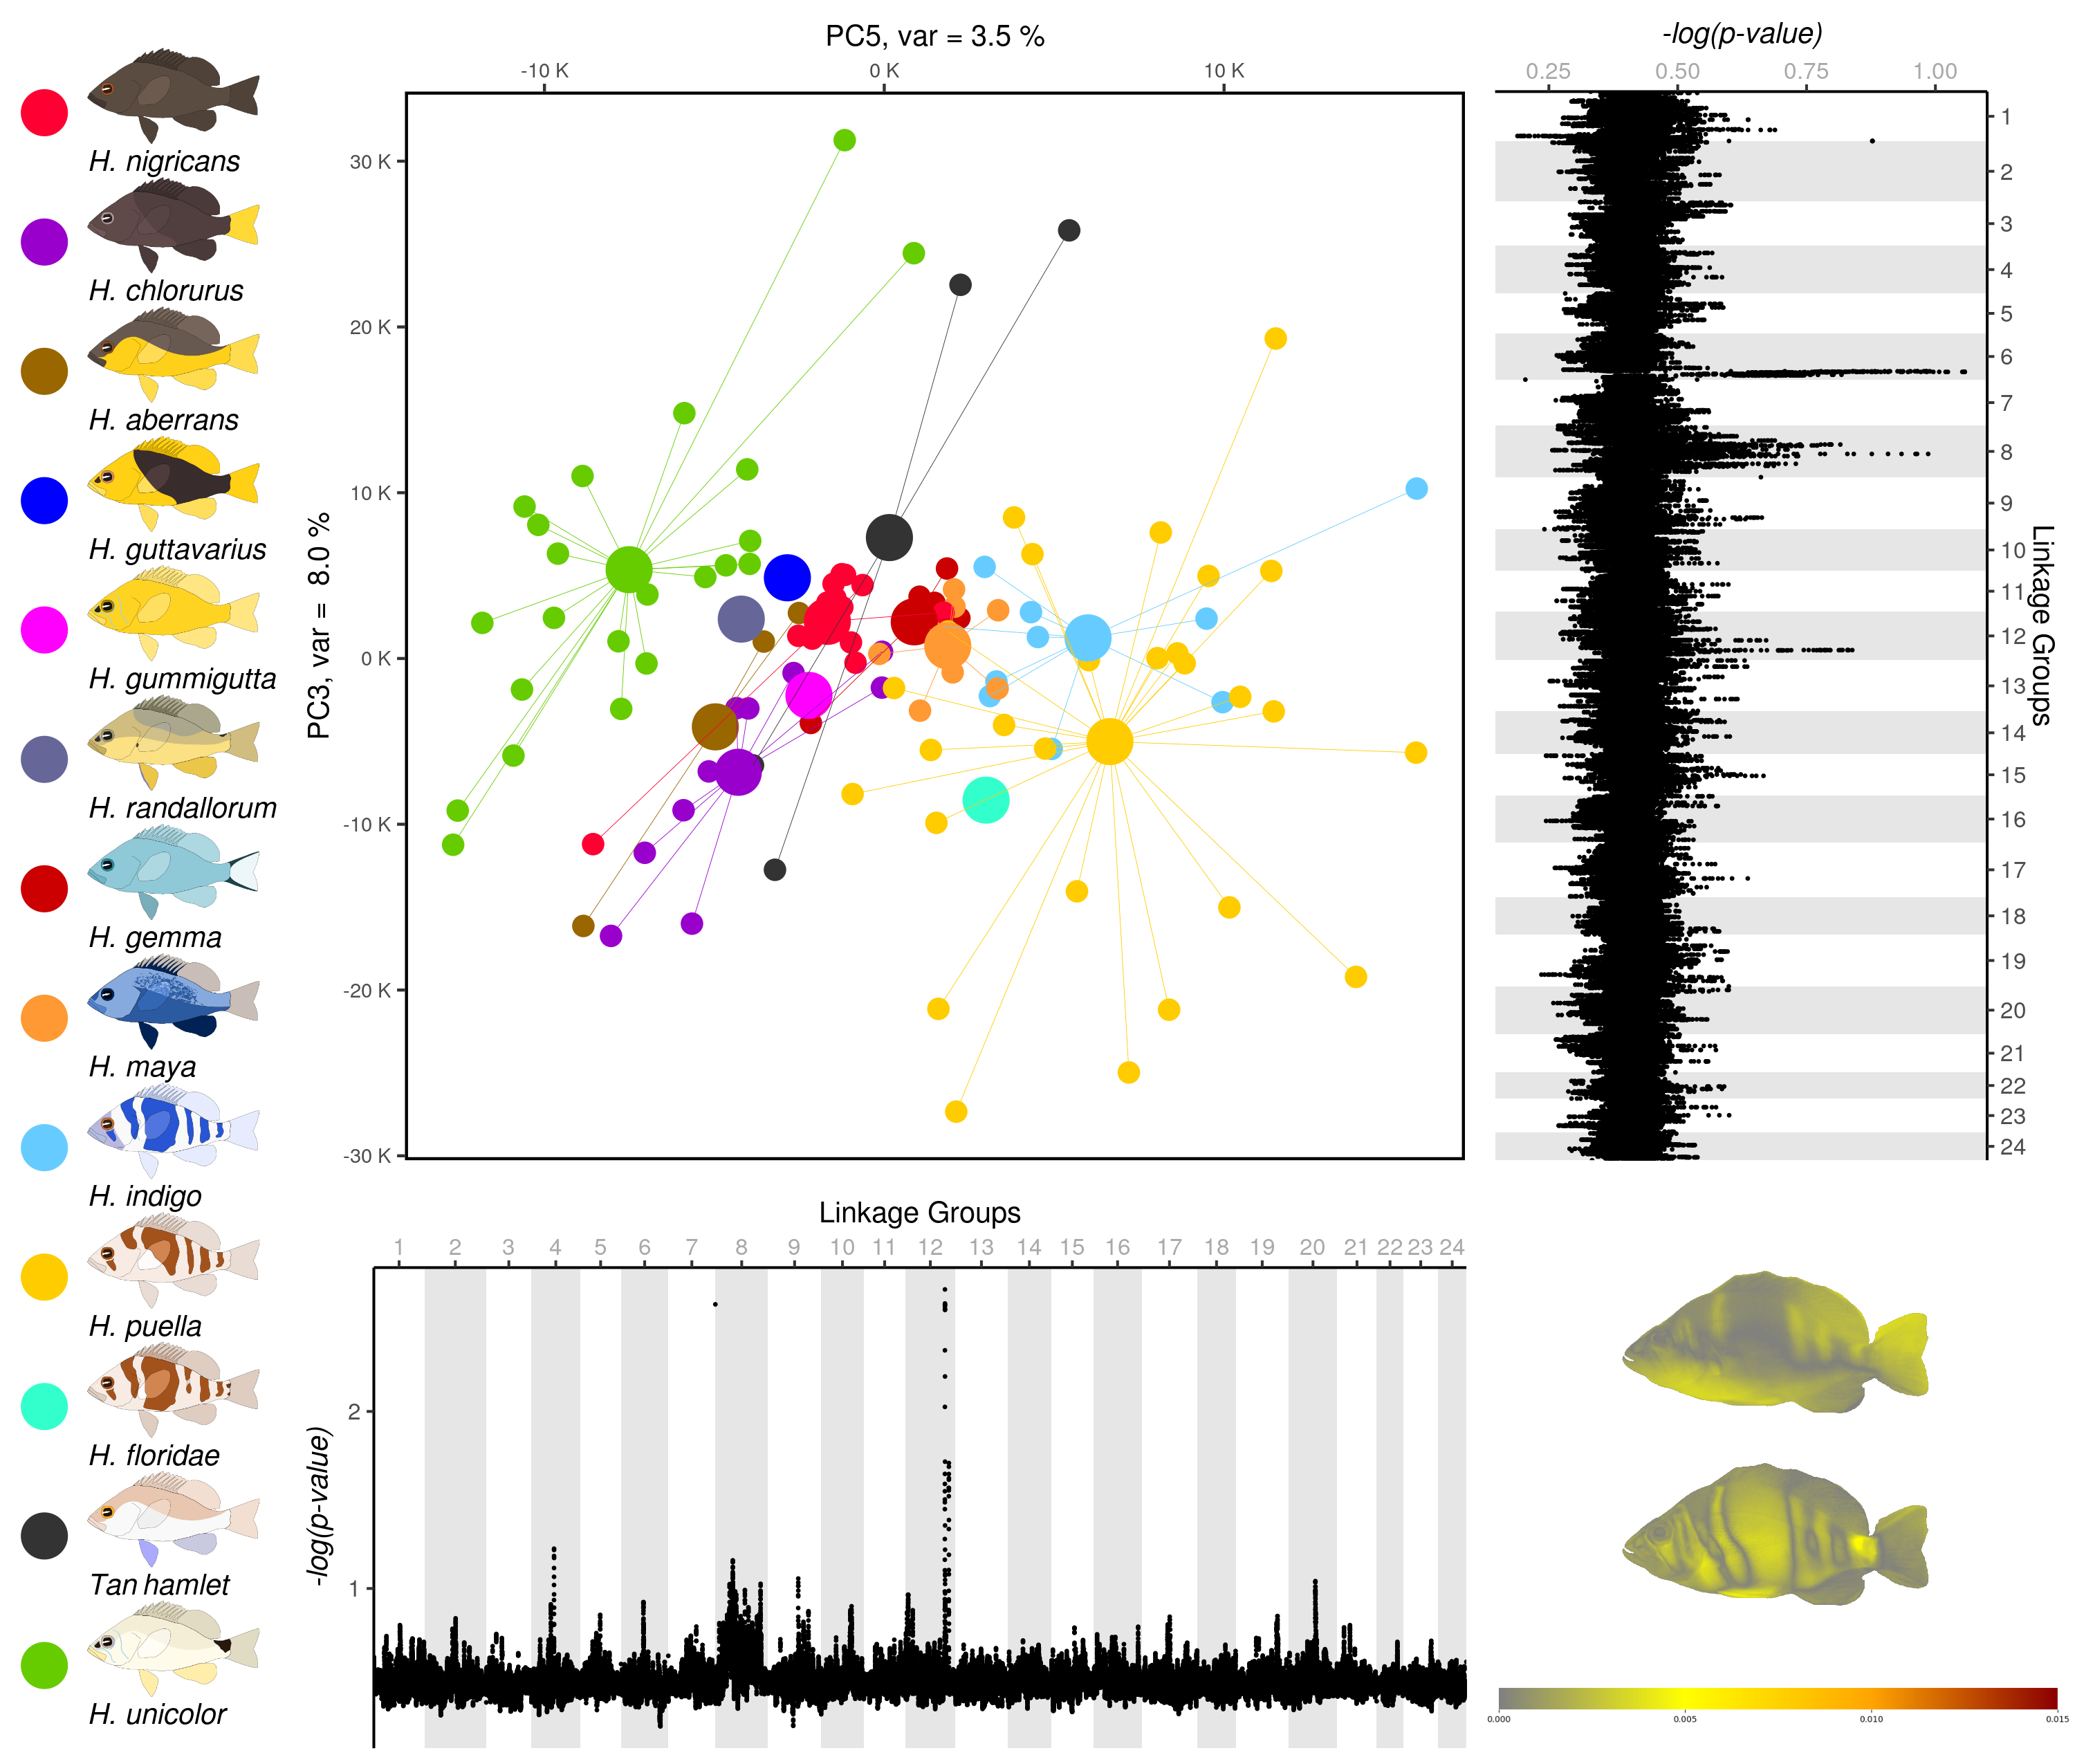 H. nigricans
H. chlorurus
H. aberrans
H. guttavarius
H. gummigutta
H. randallorum
H. gemma
H. maya
H. indigo
H. puella
H. floridae
Tan hamlet
H. unicolor
PC5, var = 3.5 %
-10 K 0 K 10 K
PC3, var = 8.0 %
30 K
20 K
10 K
0 K
-10 K
-20 K
-30 K
-log(p-value)
0.25 0.50 0.75 1.00
1
2
3
4
5
6
7
8
9
10
11
12
13
14
15
16
17
18
19
20
21
22
23
24
Linkage Groups
Linkage Groups
1 2 3 4 5 6 7 8 9 10 11 12 13 14 15 16 17 18 19 20 21 22 23 24
-log(p-value)
2
1
0.000 0.005 0.010 0.015